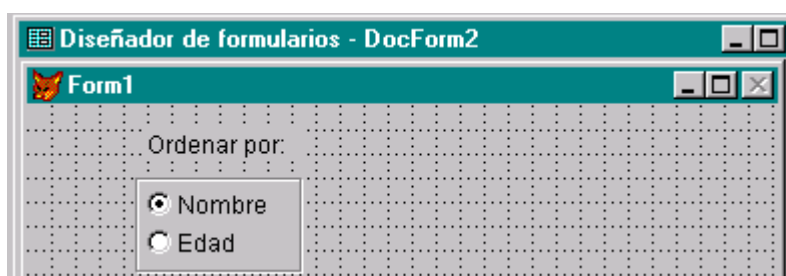 Diseñador de formularios - DocForm2
Form1
Ordenar por:
Nombre
Edad